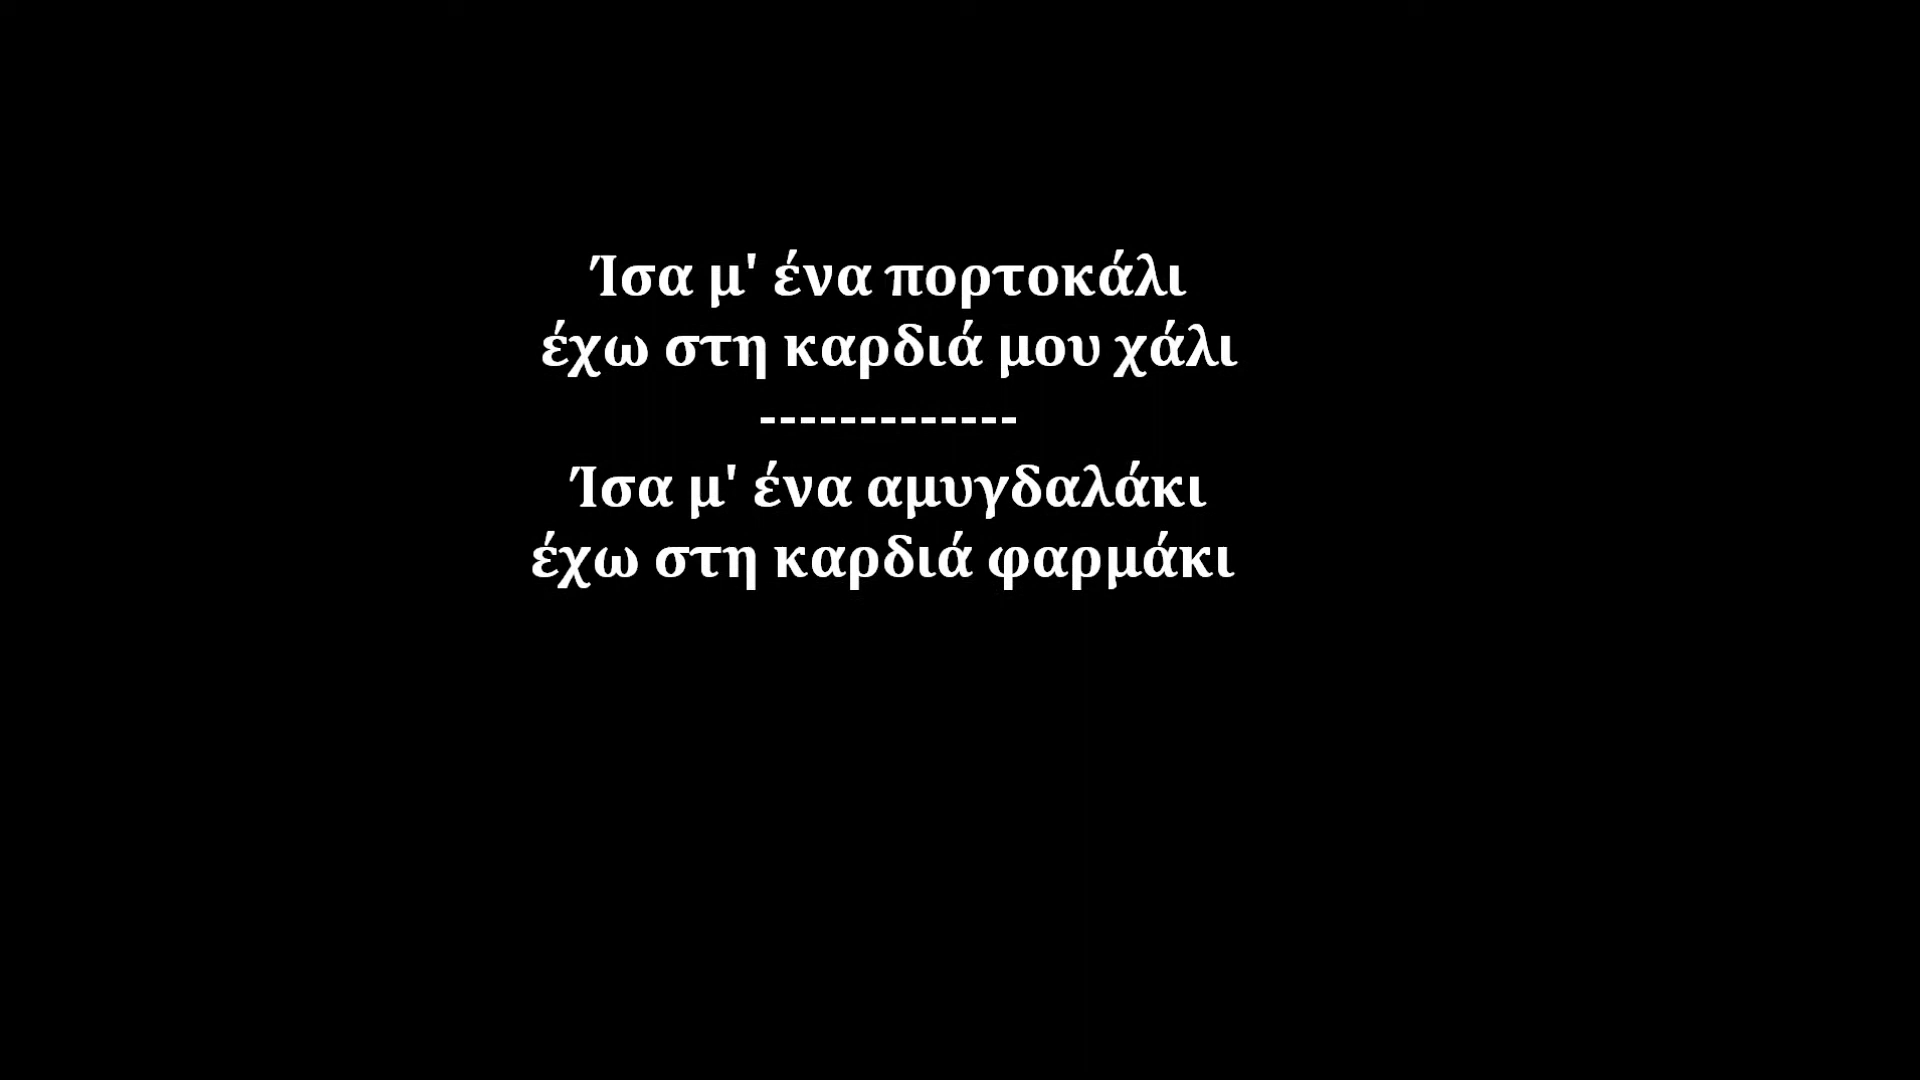 Ίσα μ' ένα πορτοκάλι
έχω στη καρδιά μου χάλι
-------------
Ίσα μ' ένα αμυγδαλάκι
έχω στη καρδιά φαρμάκι